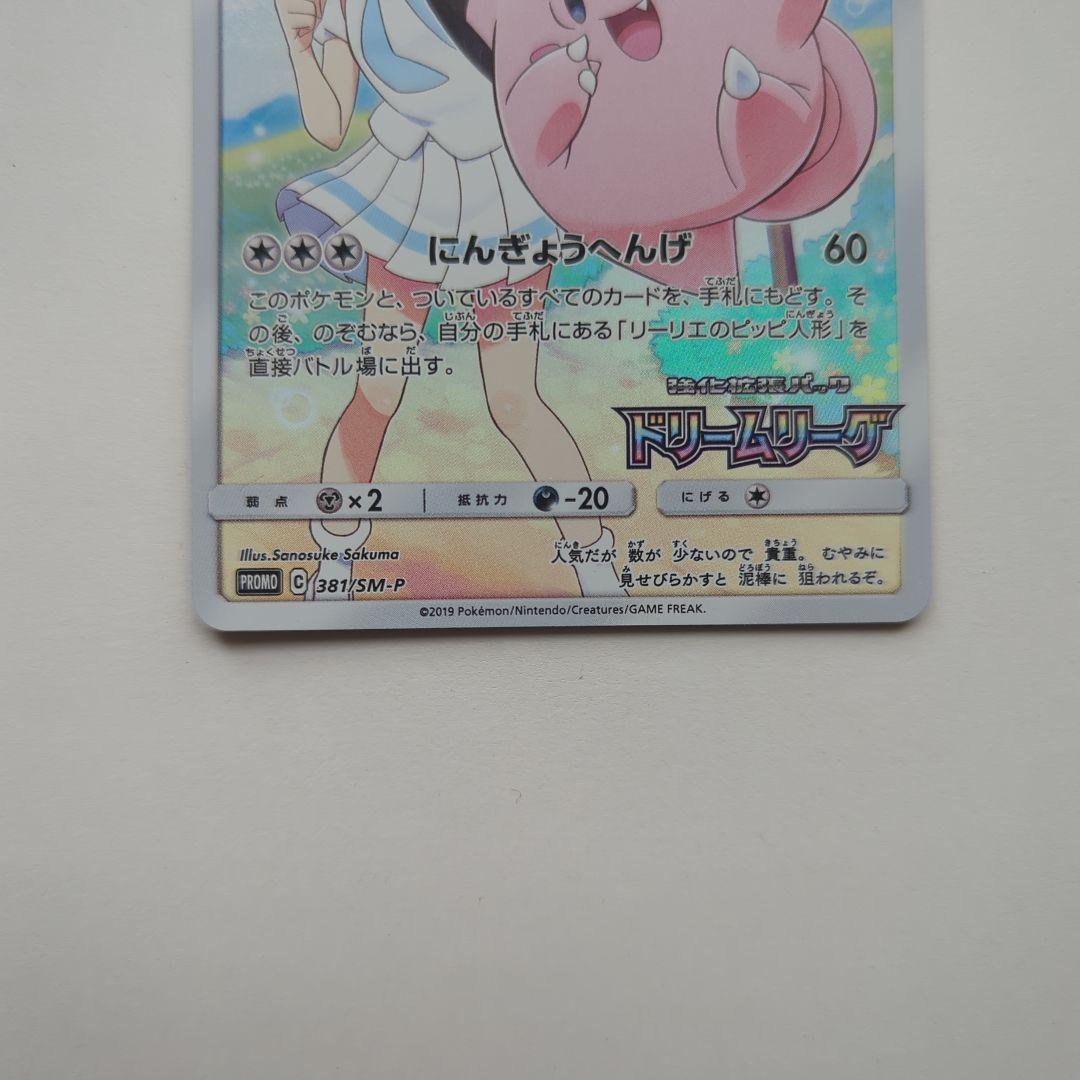 にんぎょうへんげ 60
このポケモンと、ついているすべてのカードを、手札にもどす。そ
の後、のぞむなら、自分の手札にある「リーリエのピッピ人形」を
直接バトル場に出す。
強化拡張パック
ドリームリーグ
弱点 ×2 抵抗力 -20 にげる
Illus. Sanosuke Sakuma
人気だが 数が 少ないので 貴重。 むやみに
見せびらかすと 泥棒に 狙われるぞ。
PROMO C 381/SM-P
©2019 Pokémon/Nintendo/Creatures/GAME FREAK.